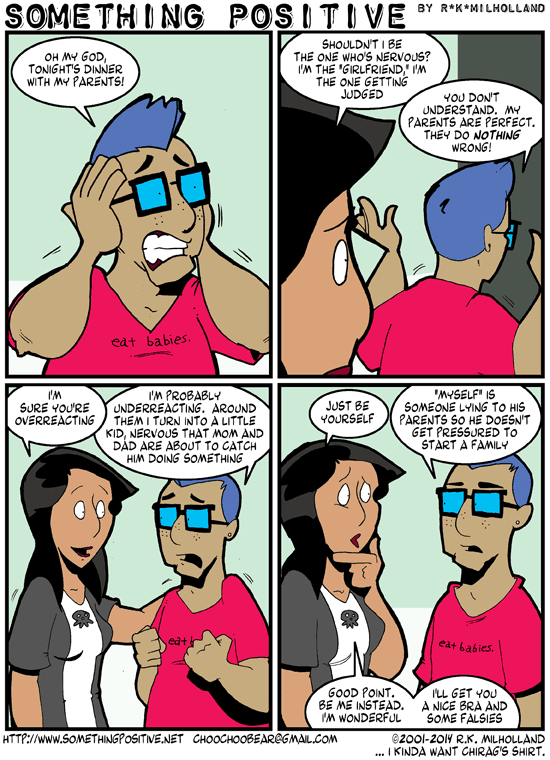 SOMETHING POSITIVE BY R*K*MILHOLLAND
OH MY GOD,
TONIGHT'S DINNER
WITH MY PARENTS!
eat babies.
SHOULDN'T I BE
THE ONE WHO'S NERVOUS?
I'M THE "GIRLFRIEND," I'M
THE ONE GETTING
JUDGED
YOU DON'T
UNDERSTAND. MY
PARENTS ARE PERFECT.
THEY DO NOTHING
WRONG!
I'M
SURE YOU'RE
OVERREACTING
I'M PROBABLY
UNDERREACTING. AROUND
THEM I TURN INTO A LITTLE
KID, NERVOUS THAT MOM AND
DAD ARE ABOUT TO CATCH
HIM DOING SOMETHING
eat b
JUST BE
YOURSELF
"MYSELF" IS
SOMEONE LYING TO HIS
PARENTS SO HE DOESN'T
GET PRESSURED TO
START A FAMILY
eat babies.
GOOD POINT.
BE ME INSTEAD.
I'M WONDERFUL
I'LL GET YOU
A NICE BRA AND
SOME FALSIES
HTTP://WWW.SOMETHINGPOSITIVE.NET CHOOCHOOBEAR@GMAIL.COM ©2001-2014 R.K. MILHOLLAND
... I KINDA WANT CHIRAG'S SHIRT.